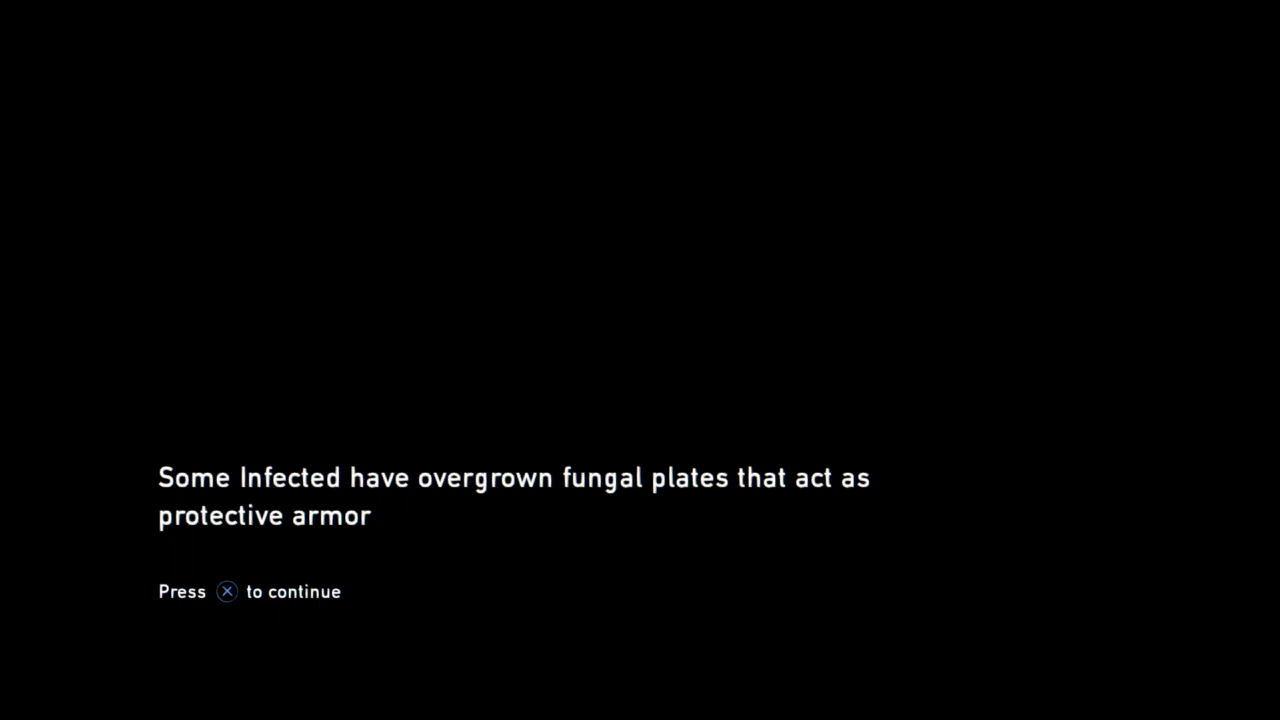 Some Infected have overgrown fungal plates that act as
protective armor
Press ⓧ to continue